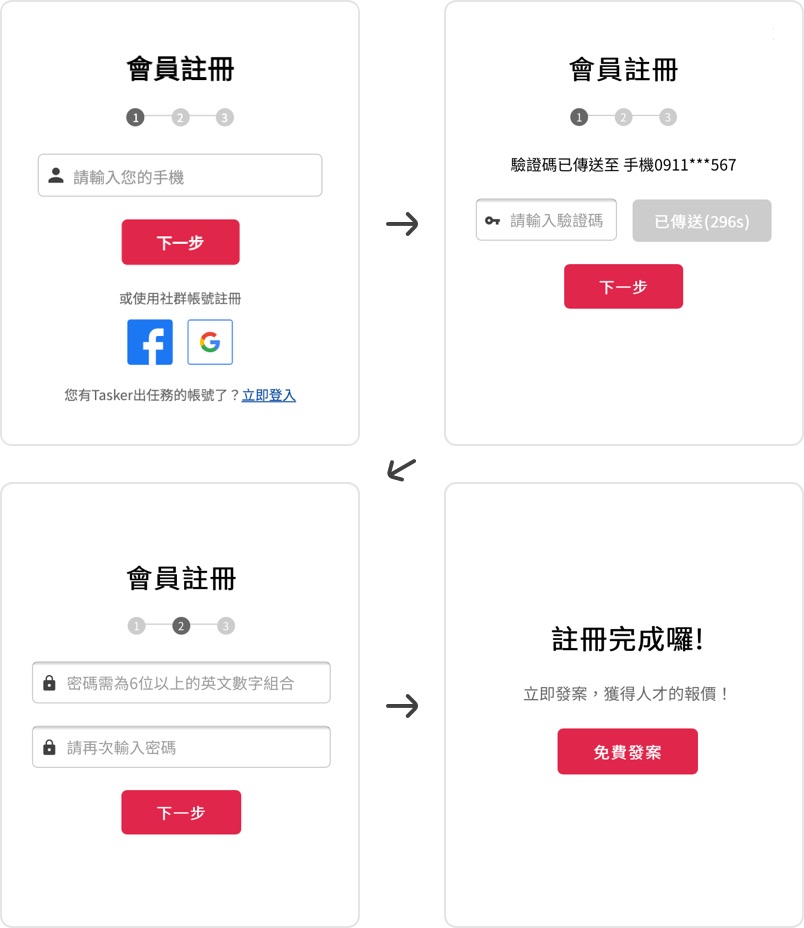 會員註冊
1 2 3
請輸入您的手機
下一步
或使用社群帳號註冊
您有Tasker出任務的帳號了？立即登入
會員註冊
1 2 3
驗證碼已傳送至 手機0911***567
請輸入驗證碼 已傳送(296s)
下一步
會員註冊
1 2 3
密碼需為6位以上的英文數字組合
請再次輸入密碼
下一步
註冊完成囉!
立即發案，獲得人才的報價！
免費發案